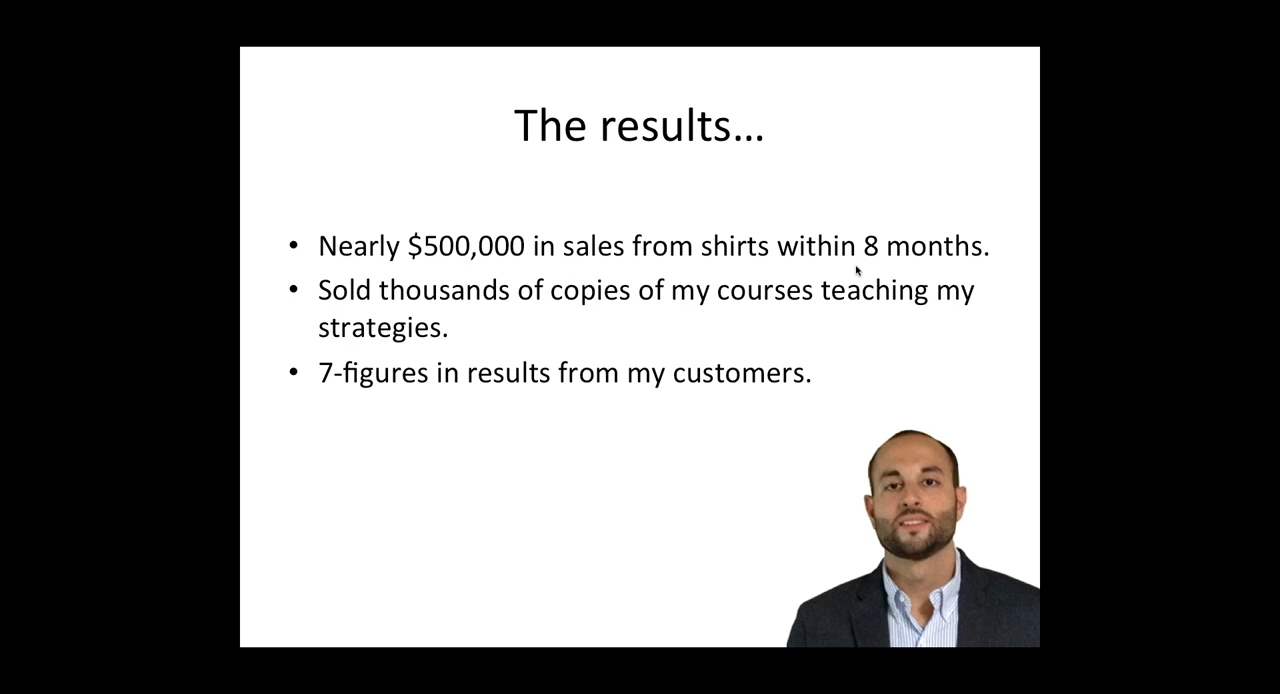 The results…
• Nearly $500,000 in sales from shirts within 8 months.
• Sold thousands of copies of my courses teaching my
strategies.
• 7-figures in results from my customers.